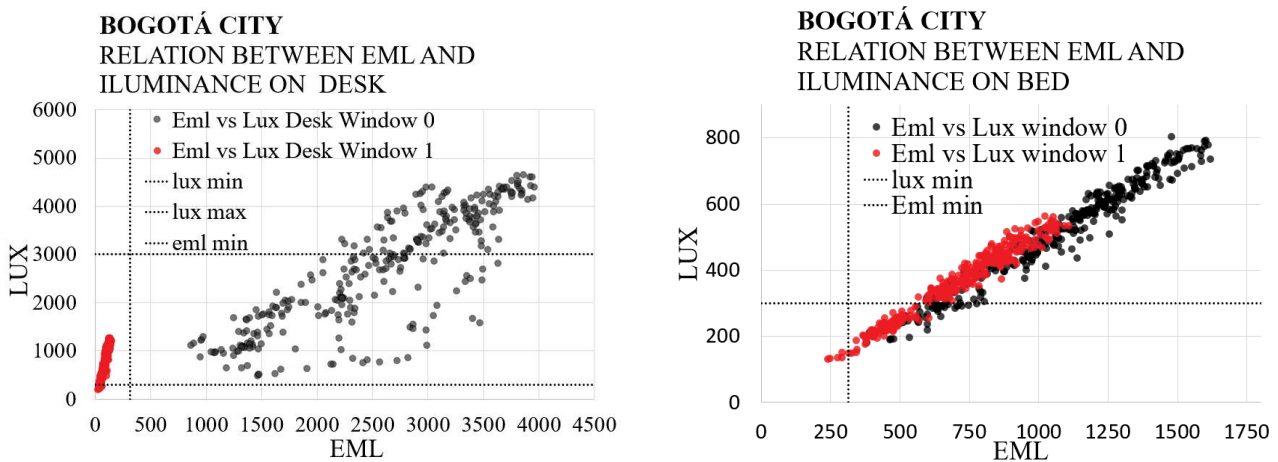 BOGOTÁ CITY
RELATION BETWEEN EML AND
ILUMINANCE ON DESK
6000
5000
4000
3000
2000
1000
0
LUX
Eml vs Lux Desk Window 0
Eml vs Lux Desk Window 1
lux min
lux max
eml min
0 500 1000 1500 2000 2500 3000 3500 4000 4500
EML
BOGOTÁ CITY
RELATION BETWEEN EML AND
ILUMINANCE ON BED
800
600
400
200
0
LUX
Eml vs Lux window 0
Eml vs Lux window 1
lux min
Eml min
0 250 500 750 1000 1250 1500 1750
EML